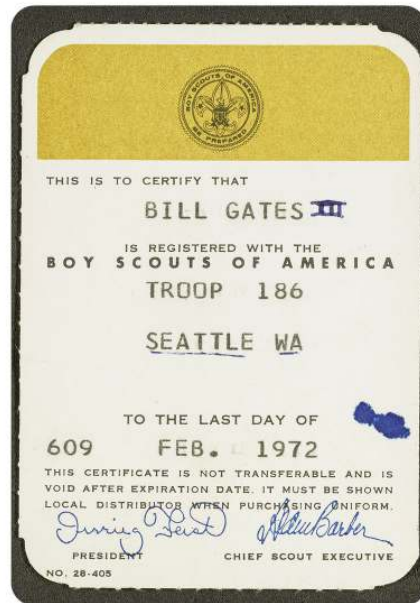 BOY SCOUTS OF AMERICA
BE PREPARED
THIS IS TO CERTIFY THAT
BILL GATES III
IS REGISTERED WITH THE
BOY SCOUTS OF AMERICA
TROOP 186
SEATTLE WA
TO THE LAST DAY OF
609 FEB. 1972
THIS CERTIFICATE IS NOT TRANSFERABLE AND IS
VOID AFTER EXPIRATION DATE. IT MUST BE SHOWN
LOCAL DISTRIBUTOR WHEN PURCHASING UNIFORM.
Irving Feist Alden Barber
PRESIDENT CHIEF SCOUT EXECUTIVE
NO. 28-405